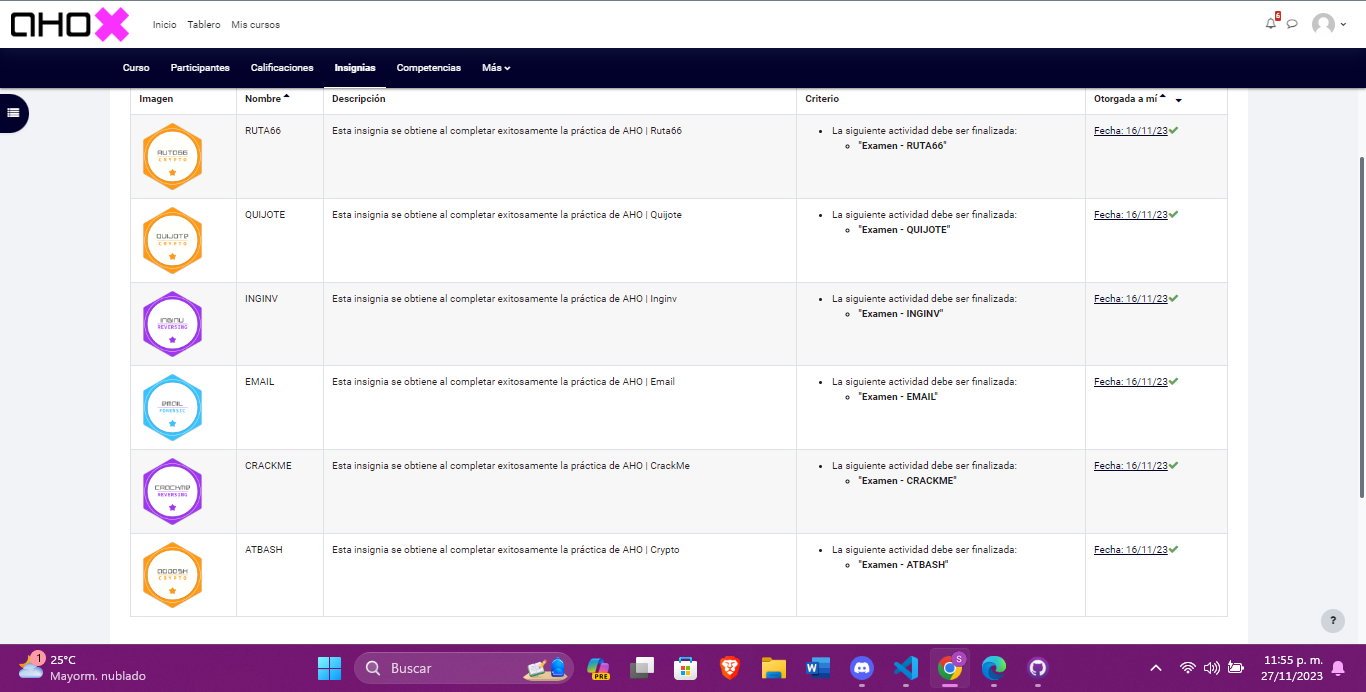 AHOX
Inicio Tablero Mis cursos
6
Curso Participantes Calificaciones Insignias Competencias Más
Imagen Nombre Descripción Criterio Otorgada a mí
RUTA66 Esta insignia se obtiene al completar exitosamente la práctica de AHO | Ruta66 La siguiente actividad debe ser finalizada: Fecha: 16/11/23
"Examen - RUTA66"
RUTA66
CRYPTO
QUIJOTE Esta insignia se obtiene al completar exitosamente la práctica de AHO | Quijote La siguiente actividad debe ser finalizada: Fecha: 16/11/23
"Examen - QUIJOTE"
QUIJOTE
CRYPTO
INGINV Esta insignia se obtiene al completar exitosamente la práctica de AHO | Inginv La siguiente actividad debe ser finalizada: Fecha: 16/11/23
"Examen - INGINV"
INGINV
REVERSING
EMAIL Esta insignia se obtiene al completar exitosamente la práctica de AHO | Email La siguiente actividad debe ser finalizada: Fecha: 16/11/23
"Examen - EMAIL"
EMAIL
FORENSIC
CRACKME Esta insignia se obtiene al completar exitosamente la práctica de AHO | CrackMe La siguiente actividad debe ser finalizada: Fecha: 16/11/23
"Examen - CRACKME"
CRACKME
REVERSING
ATBASH Esta insignia se obtiene al completar exitosamente la práctica de AHO | Crypto La siguiente actividad debe ser finalizada: Fecha: 16/11/23
"Examen - ATBASH"
CRYPTO
?
1
25°C
Mayorm. nublado
Buscar
PRE
W
S
11:55 p. m.
27/11/2023